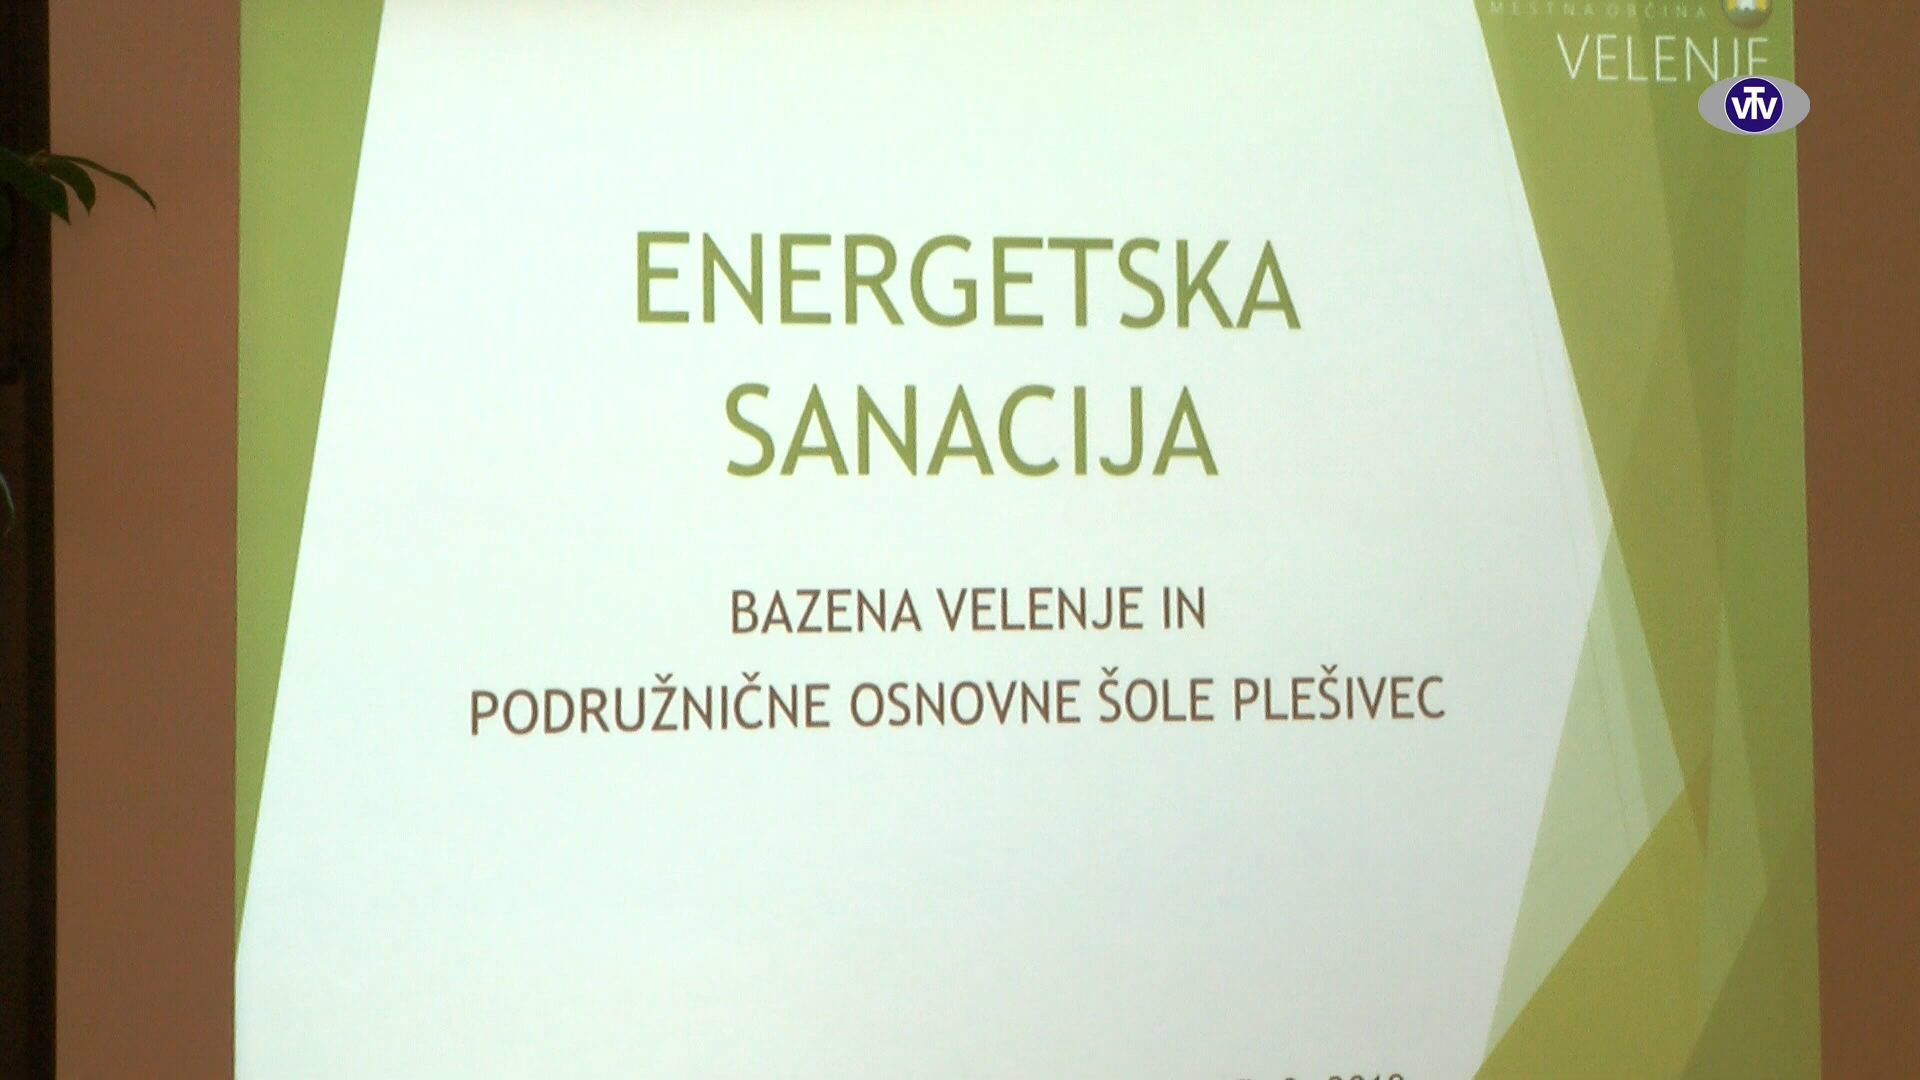 MESTNA OBČINA
VELENJE
VTV
ENERGETSKA
SANACIJA
BAZENA VELENJE IN
PODRUŽNIČNE OSNOVNE ŠOLE PLEŠIVEC